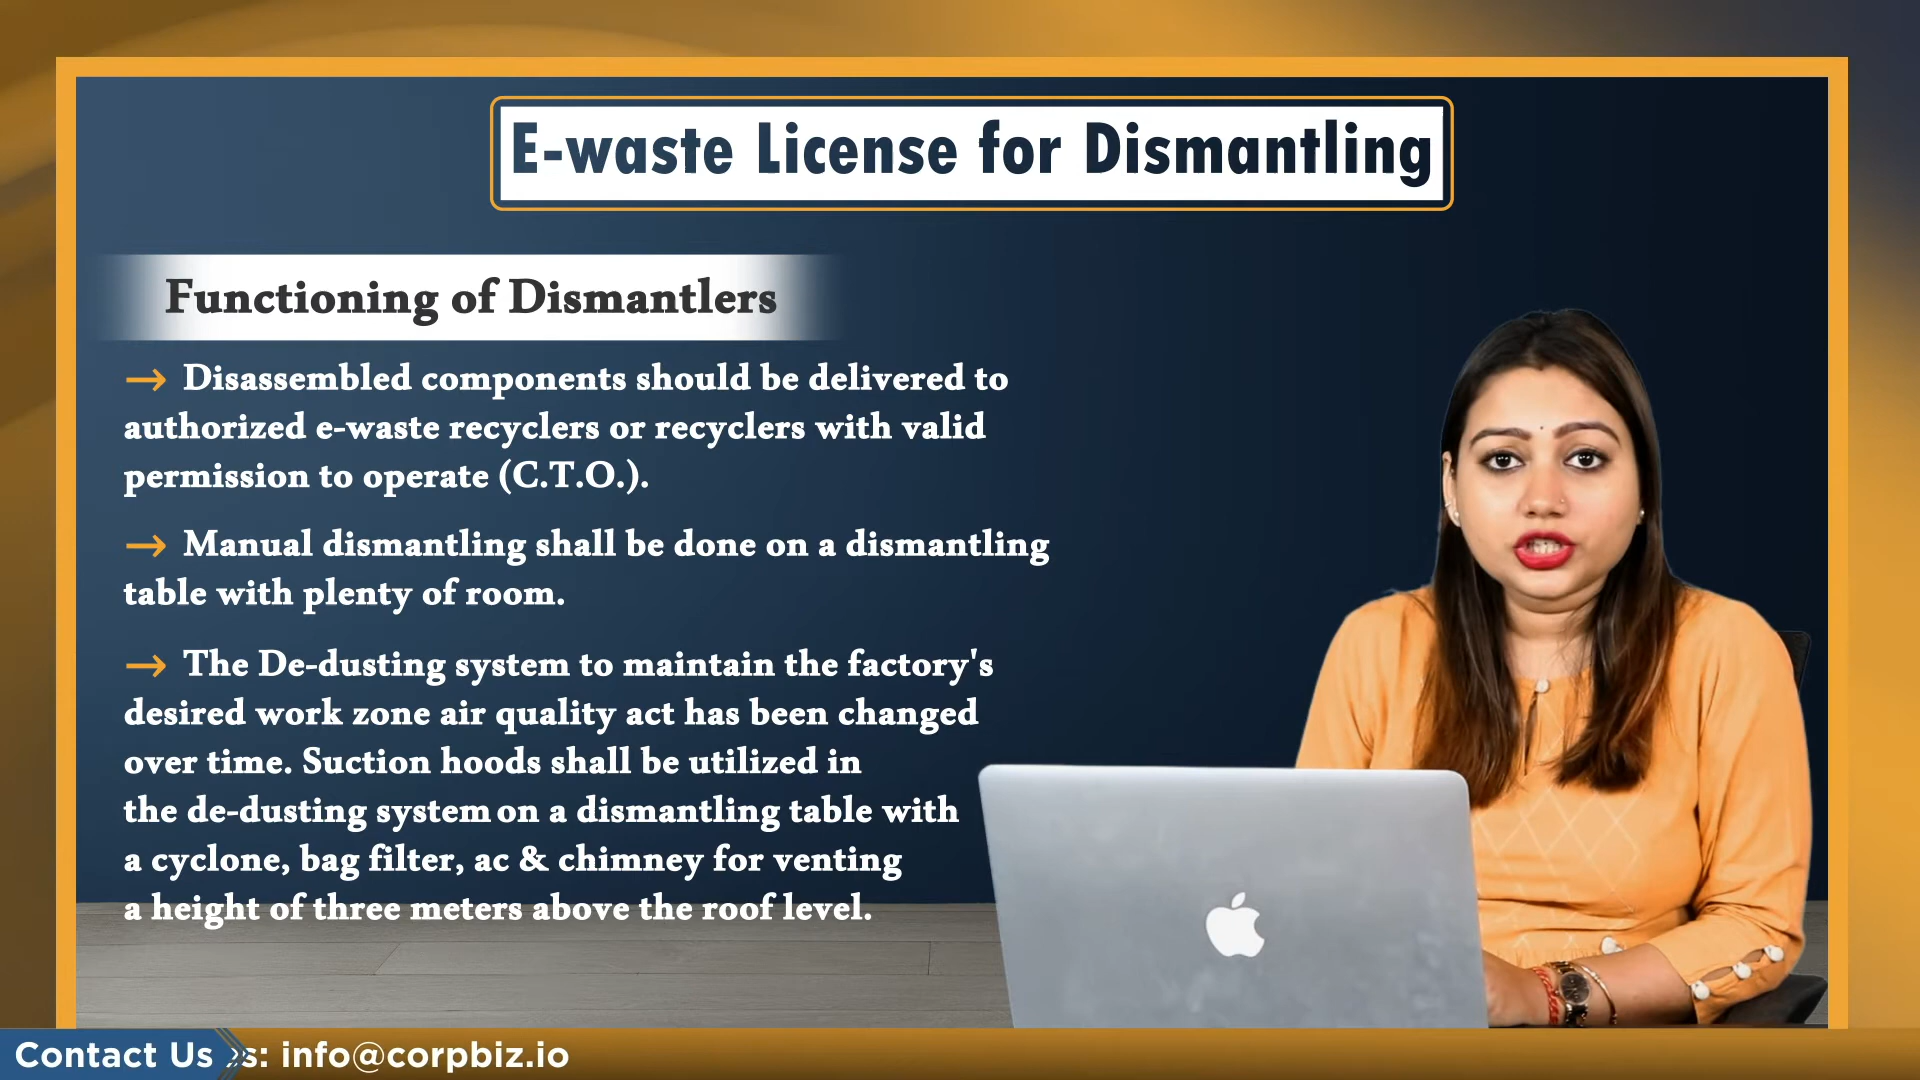 E-waste License for Dismantling
Functioning of Dismantlers
→ Disassembled components should be delivered to
authorized e-waste recyclers or recyclers with valid
permission to operate (C.T.O.).
→ Manual dismantling shall be done on a dismantling
table with plenty of room.
→ The De-dusting system to maintain the factory's
desired work zone air quality act has been changed
over time. Suction hoods shall be utilized in
the de-dusting system on a dismantling table with
a cyclone, bag filter, ac & chimney for venting
a height of three meters above the roof level.
Contact Us s: info@corpbiz.io